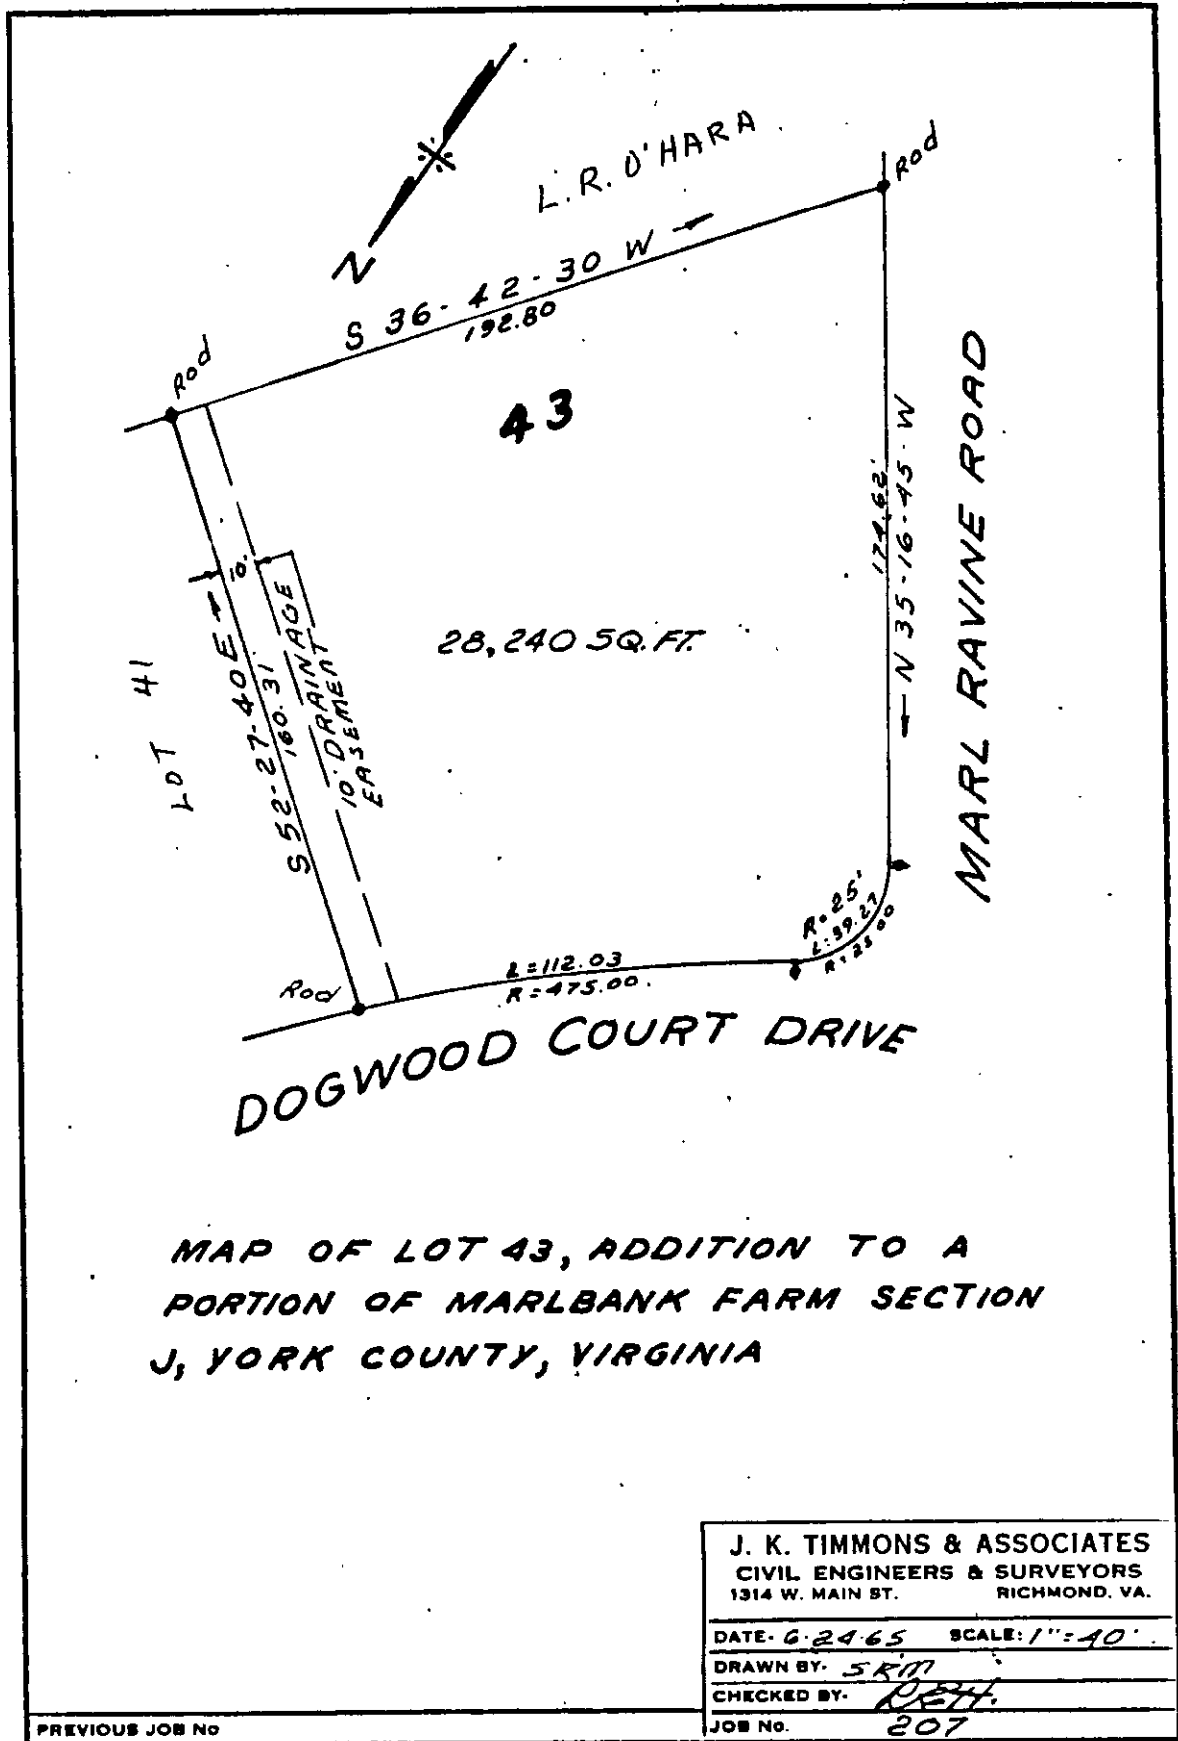 L.R. O'HARA
Rod
N
S 36-42-30 W
192.80
Rod
43
MARL RAVINE ROAD
174.62'
N 35-16-45 W
10'
28,240 SQ.FT.
LOT 41
S 52-27-40 E
160.31
10' DRAINAGE
EASEMENT
R=25'
L=39.27
R=25.00
L=112.03
R=475.00
Rod
DOGWOOD COURT DRIVE
MAP OF LOT 43, ADDITION TO A
PORTION OF MARLBANK FARM SECTION
J, YORK COUNTY, VIRGINIA
J. K. TIMMONS & ASSOCIATES
CIVIL ENGINEERS & SURVEYORS
1314 W. MAIN ST. RICHMOND, VA.
DATE- 6-24-65 SCALE: 1"=40'
DRAWN BY- SRM
CHECKED BY-
JOB No. 207
PREVIOUS JOB No